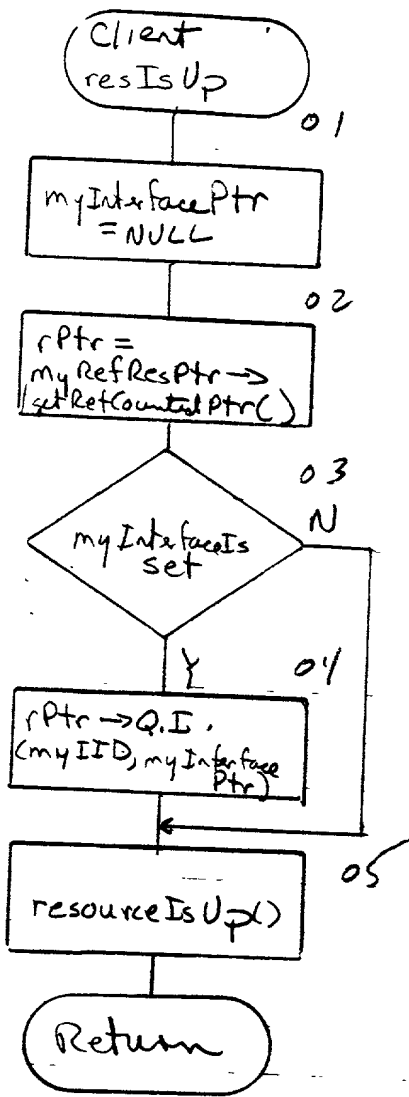 Client
resIsUp
01
myInterfacePtr
= NULL
02
rPtr =
myRefResPtr →
getRefCountedPtr()
03
N
myInterfaceIs
set
Y
04
rPtr → Q.I.
(myIID, myInterface
Ptr)
05
resourceIsUp()
Return